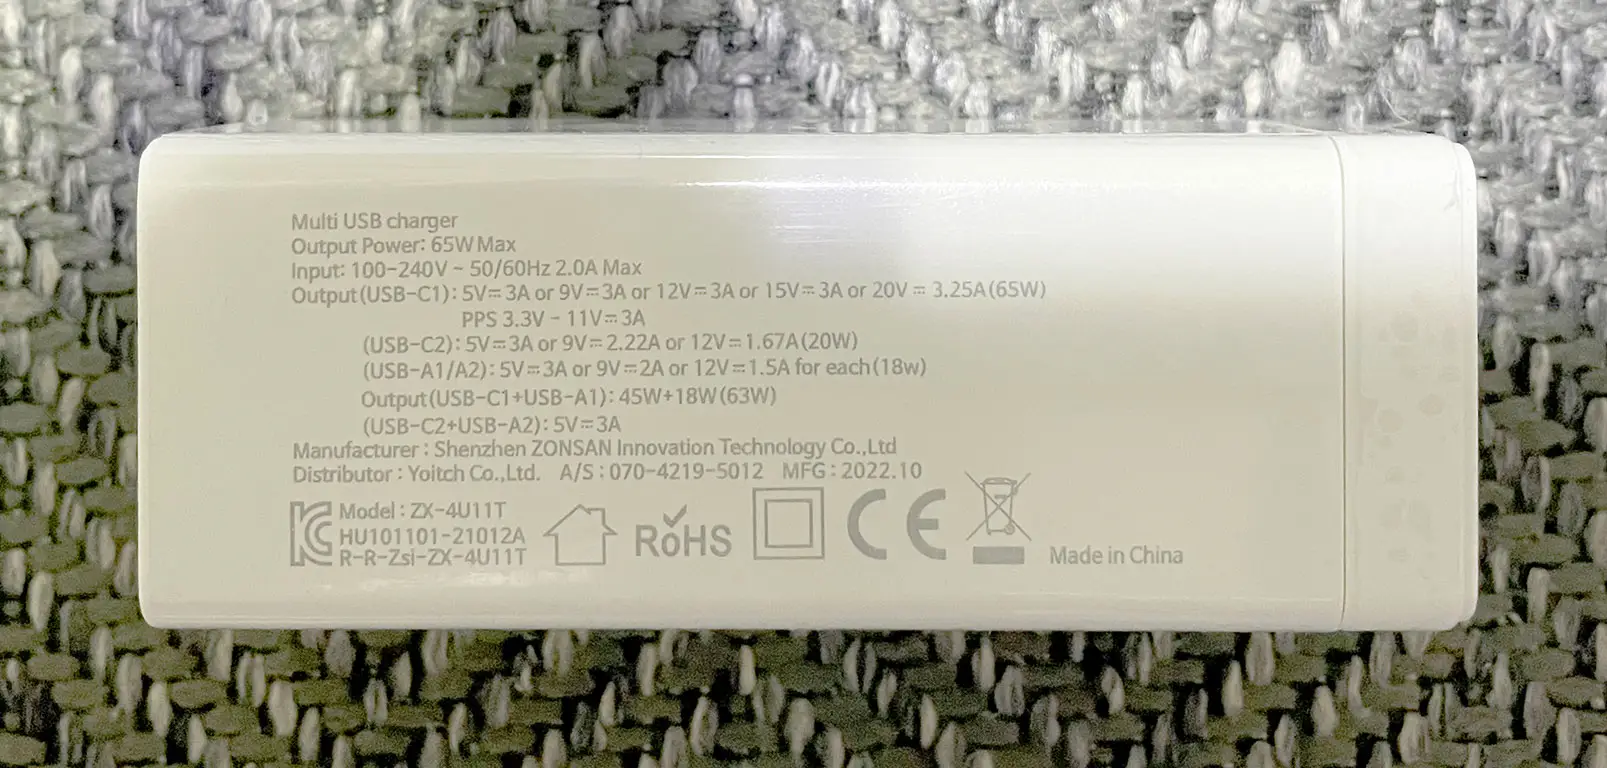 Multi USB charger
Output Power: 65W Max
Input: 100-240V ~ 50/60Hz 2.0A Max
Output(USB-C1): 5V⎓3A or 9V⎓3A or 12V⎓3A or 15V⎓3A or 20V⎓ 3.25A(65W)
PPS 3.3V - 11V⎓3A
(USB-C2): 5V⎓3A or 9V⎓2.22A or 12V⎓1.67A(20W)
(USB-A1/A2): 5V⎓3A or 9V⎓2A or 12V⎓1.5A for each(18w)
Output(USB-C1+USB-A1): 45W+18W(63W)
(USB-C2+USB-A2): 5V⎓3A
Manufacturer : Shenzhen ZONSAN Innovation Technology Co.,Ltd
Distributor : Yoitch Co.,Ltd. A/S : 070-4219-5012 MFG : 2022.10
Model : ZX-4U11T
HU101101-21012A
R-R-Zsi-ZX-4U11T
RoHS
CE
Made in China